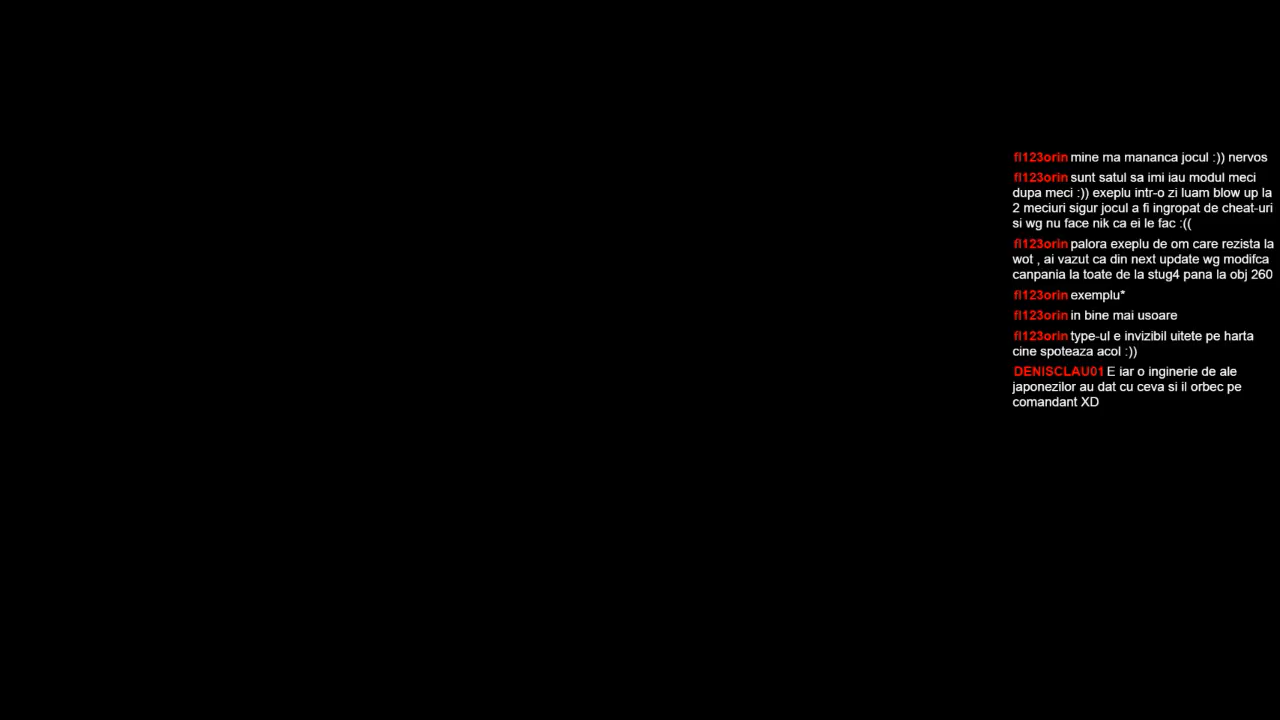 fl123orin mine ma mananca jocul :)) nervos
fl123orin sunt satul sa imi iau modul meci
dupa meci :)) exeplu intr-o zi luam blow up la
2 meciuri sigur jocul a fi ingropat de cheat-uri
si wg nu face nik ca ei le fac :((
fl123orin palora exeplu de om care rezista la
wot , ai vazut ca din next update wg modifca
canpania la toate de la stug4 pana la obj 260
fl123orin exemplu*
fl123orin in bine mai usoare
fl123orin type-ul e invizibil uitete pe harta
cine spoteaza acol :))
DENISCLAU01 E iar o inginerie de ale
japonezilor au dat cu ceva si il orbec pe
comandant XD